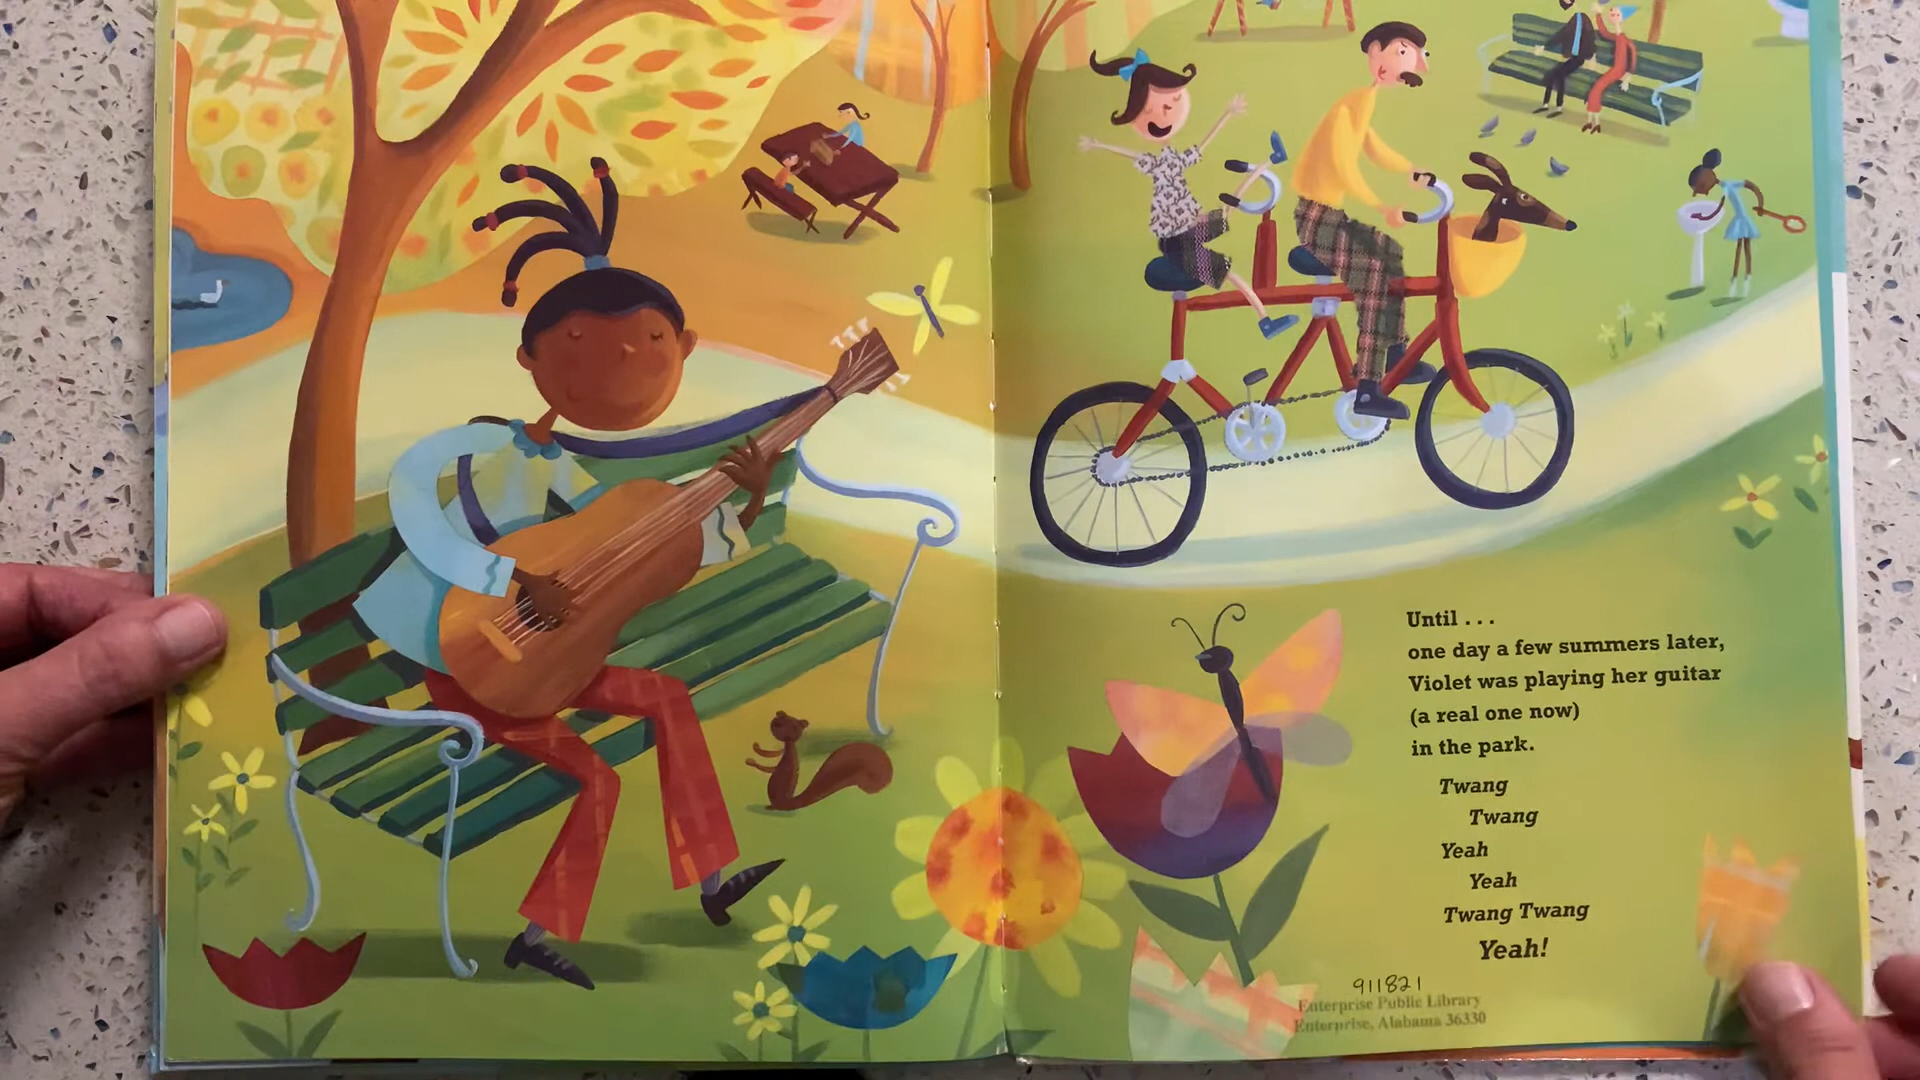 Until . . .
one day a few summers later,
Violet was playing her guitar
(a real one now)
in the park.
Twang
Twang
Yeah
Yeah
Twang Twang
Yeah!
911821
Enterprise Public Library
Enterprise, Alabama 36330